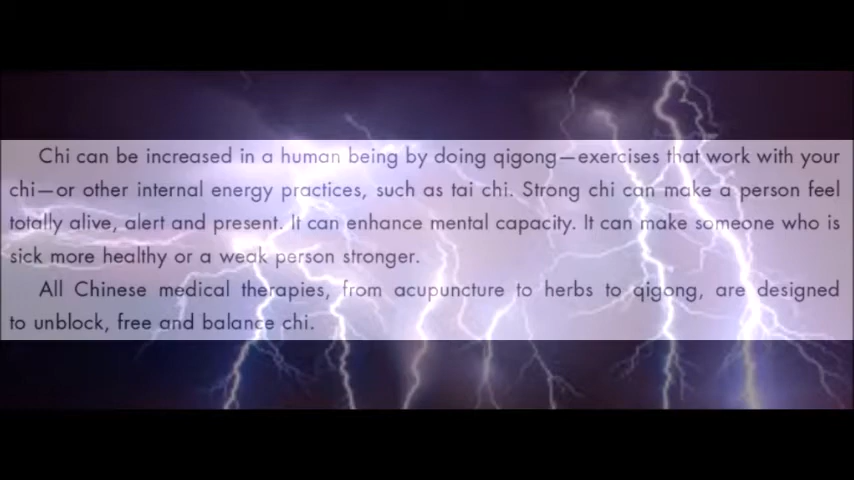 Chi can be increased in a human being by doing qigong—exercises that work with your
chi—or other internal energy practices, such as tai chi. Strong chi can make a person feel
totally alive, alert and present. It can enhance mental capacity. It can make someone who is
sick more healthy or a weak person stronger.
All Chinese medical therapies, from acupuncture to herbs to qigong, are designed
to unblock, free and balance chi.